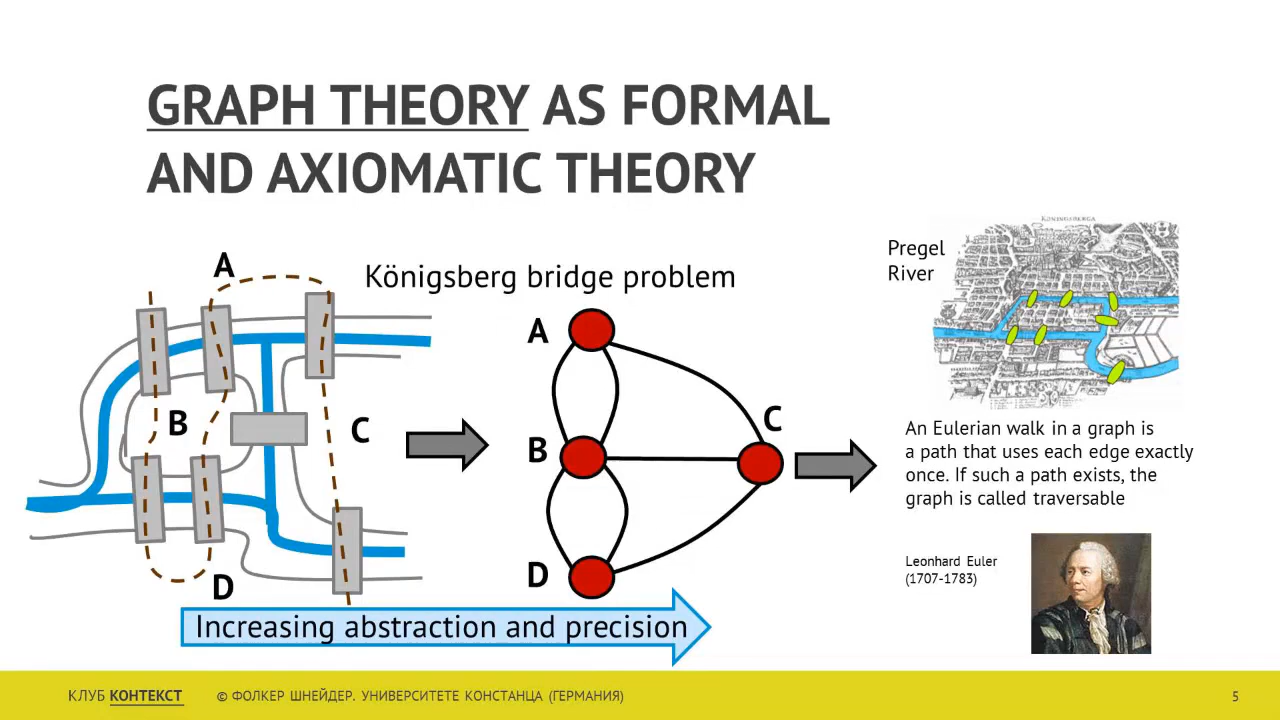 GRAPH THEORY AS FORMAL
AND AXIOMATIC THEORY
A
B
C
D
Königsberg bridge problem
A
B
C
D
Increasing abstraction and precision
Pregel
River
KÖNINGSBERGA
An Eulerian walk in a graph is
a path that uses each edge exactly
once. If such a path exists, the
graph is called traversable
Leonhard Euler
(1707-1783)
КЛУБ КОНТЕКСТ
© ФОЛКЕР ШНЕЙДЕР. УНИВЕРСИТЕТЕ КОНСТАНЦА (ГЕРМАНИЯ)
5